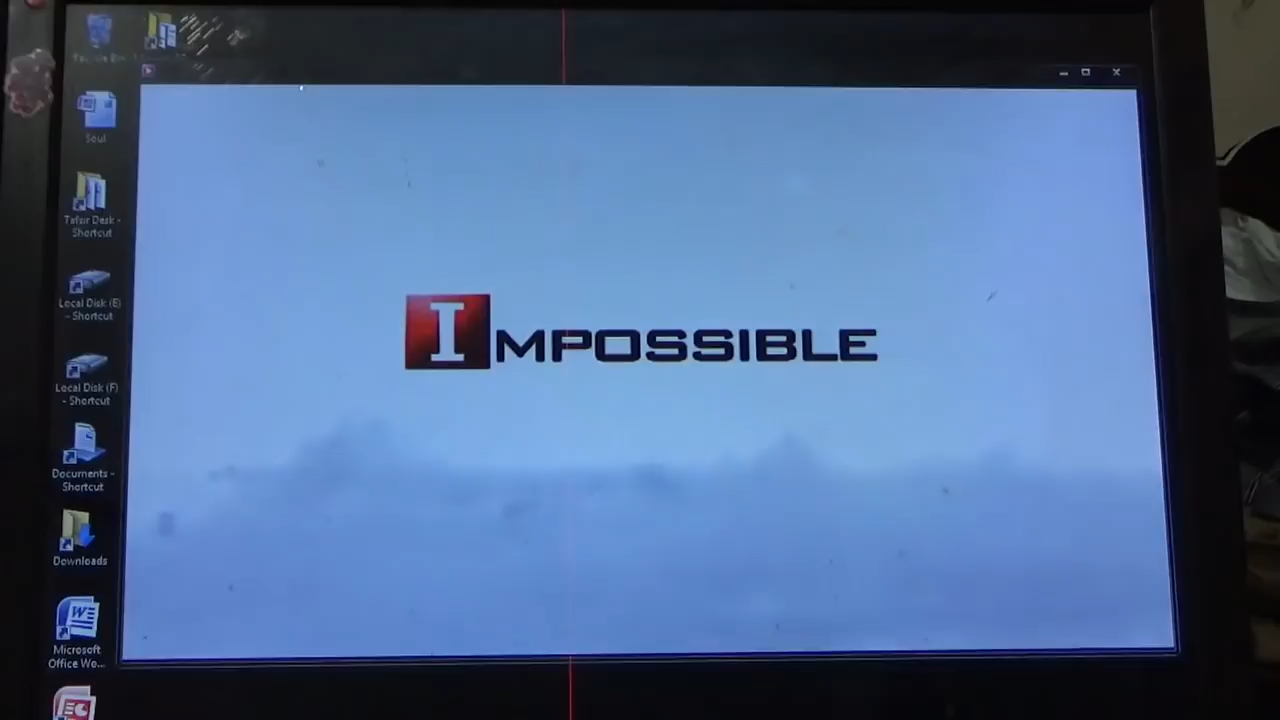 Soul
Tafsir Desk -
Shortcut
Local Disk (E)
- Shortcut
Local Disk (F)
- Shortcut
Documents -
Shortcut
Downloads
Microsoft
Office Wo...
IMPOSSIBLE